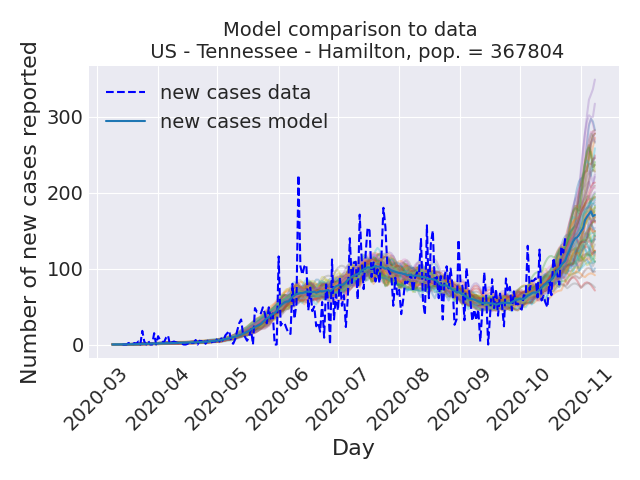 Model comparison to data
US - Tennessee - Hamilton, pop. = 367804
Number of new cases reported
300
200
100
0
new cases data
new cases model
2020-03
2020-04
2020-05
2020-06
2020-07
2020-08
2020-09
2020-10
2020-11
Day